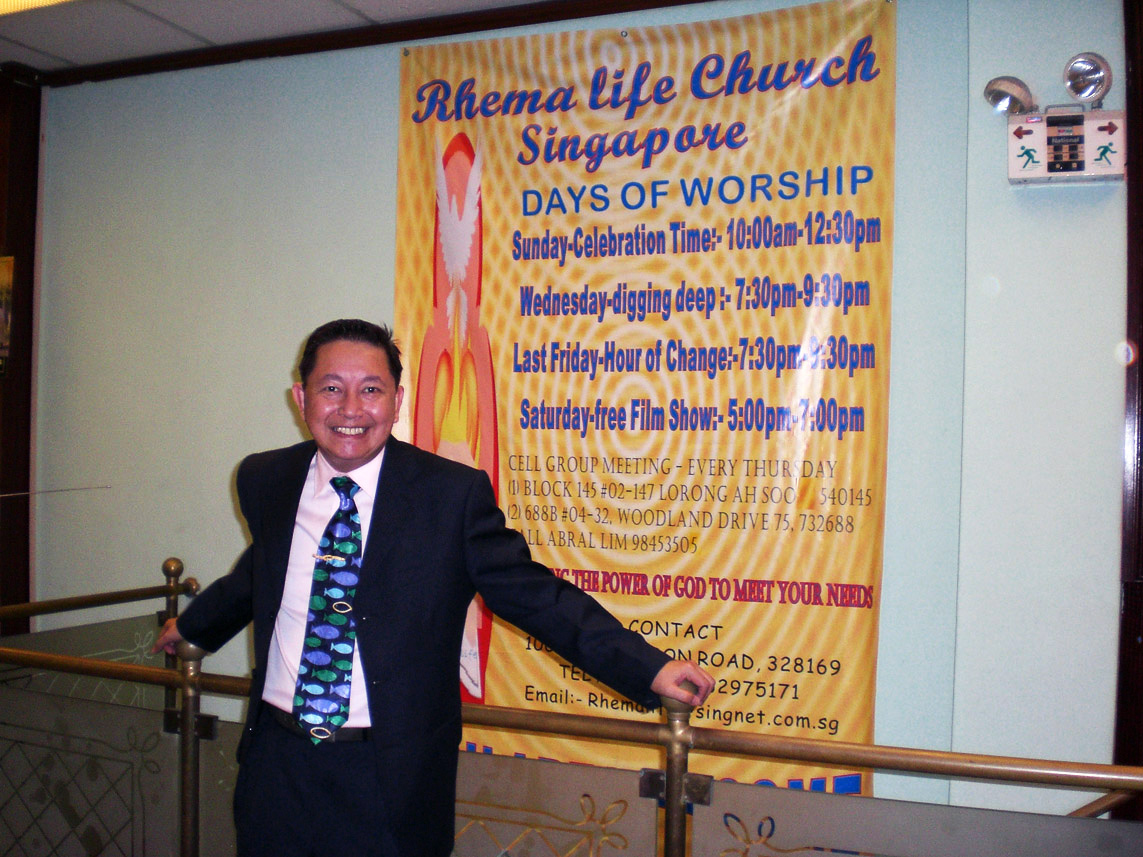 Rhema life Church
Singapore
DAYS OF WORSHIP
Sunday-Celebration Time:- 10:00am-12:30pm
Wednesday-digging deep :- 7:30pm-9:30pm
Last Friday-Hour of Change:-7:30pm-9:30pm
Saturday-free Film Show:- 5:00pm-7:00pm
CELL GROUP MEETING - EVERY THURSDAY
(1) BLOCK 145 #02-147 LORONG AH SOO, 540145
(2) 688B #04-32, WOODLAND DRIVE 75, 732688
ABRAL LIM 98453505
THE POWER OF GOD TO MEET YOUR NEEDS
CONTACT
ROAD, 328169
2975171
Email:- singnet.com.sg
National